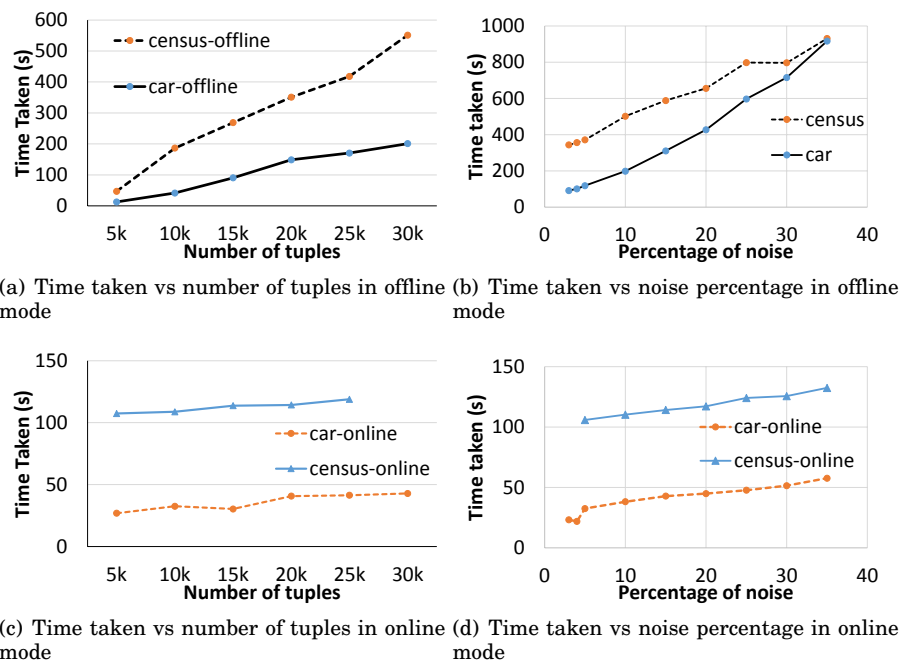 600
500
400
300
200
100
0
Time Taken (s)
census-offline
car-offline
5k 10k 15k 20k 25k 30k
Number of tuples
(a) Time taken vs number of tuples in offline
mode
1000
800
600
400
200
0
Time taken (s)
census
car
0 10 20 30 40
Percentage of noise
(b) Time taken vs noise percentage in offline
mode
150
100
50
0
Time Taken (s)
car-online
census-online
5k 10k 15k 20k 25k 30k
Number of tuples
(c) Time taken vs number of tuples in online
mode
150
100
50
0
Time taken (s)
car-online
census-online
0 10 20 30 40
Percentage of noise
(d) Time taken vs noise percentage in online
mode